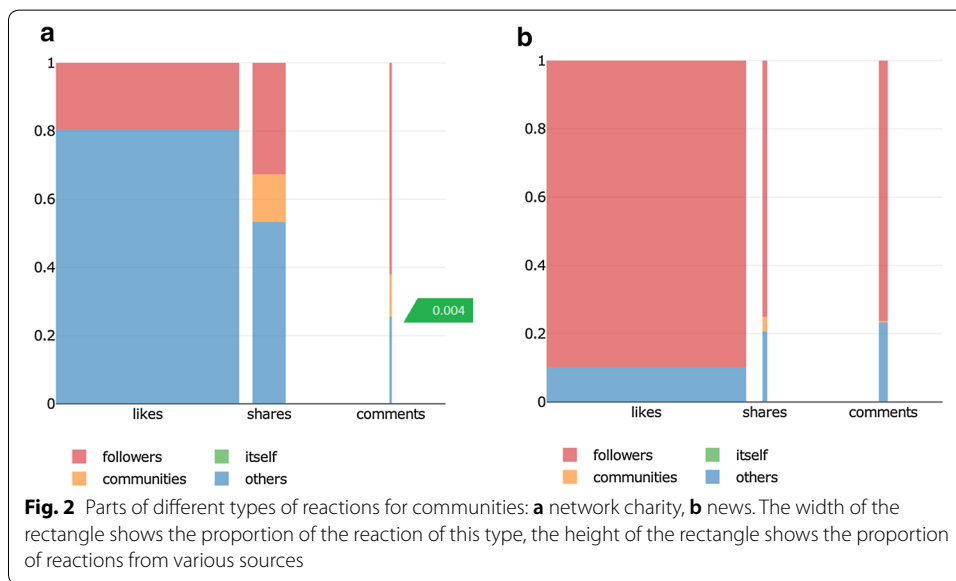 a
1
0.8
0.6
0.4
0.2
0
0.004
likes shares comments
followers itself
communities others
b
1
0.8
0.6
0.4
0.2
0
likes shares comments
followers itself
communities others
Fig. 2 Parts of different types of reactions for communities: a network charity, b news. The width of the
rectangle shows the proportion of the reaction of this type, the height of the rectangle shows the proportion
of reactions from various sources